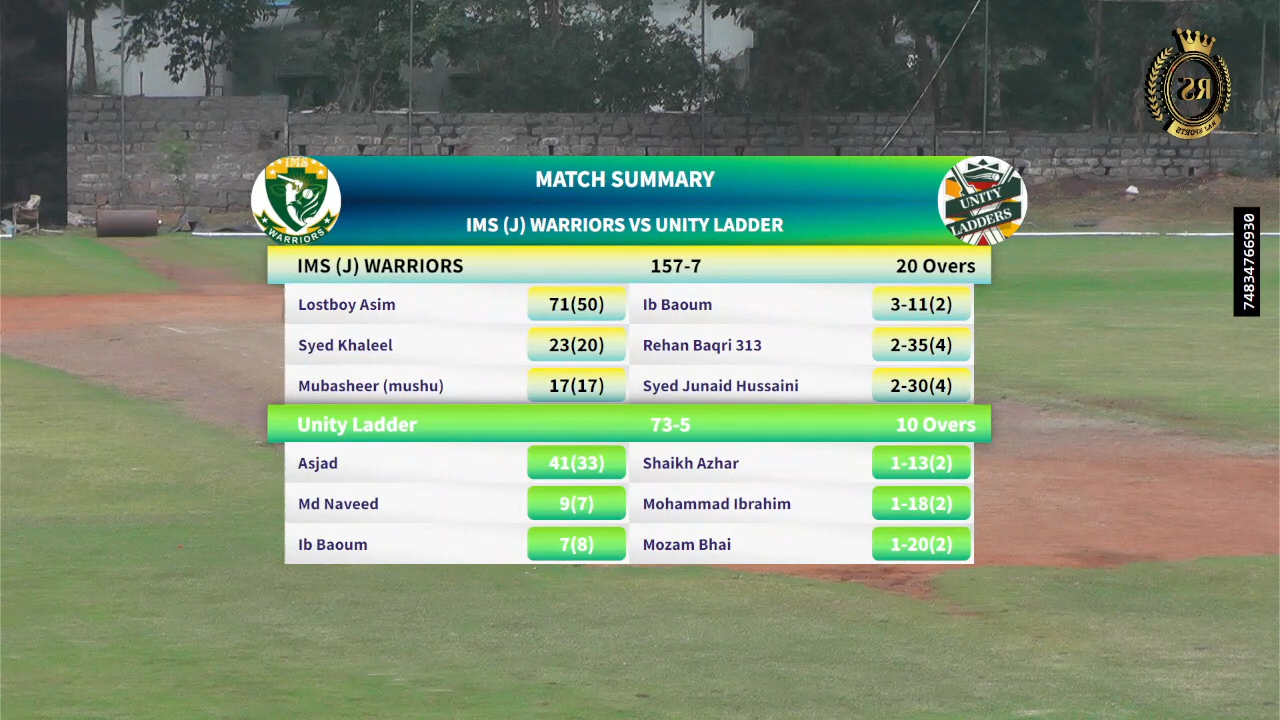 RS
RAY SPORTS LAB
IMS
WARRIORS
MATCH SUMMARY
IMS (J) WARRIORS VS UNITY LADDER
UNITY
LADDERS
74834766930
IMS (J) WARRIORS 157-7 20 Overs
Lostboy Asim 71(50) Ib Baoum 3-11(2)
Syed Khaleel 23(20) Rehan Baqri 313 2-35(4)
Mubasheer (mushu) 17(17) Syed Junaid Hussaini 2-30(4)
Unity Ladder 73-5 10 Overs
Asjad 41(33) Shaikh Azhar 1-13(2)
Md Naveed 9(7) Mohammad Ibrahim 1-18(2)
Ib Baoum 7(8) Mozam Bhai 1-20(2)